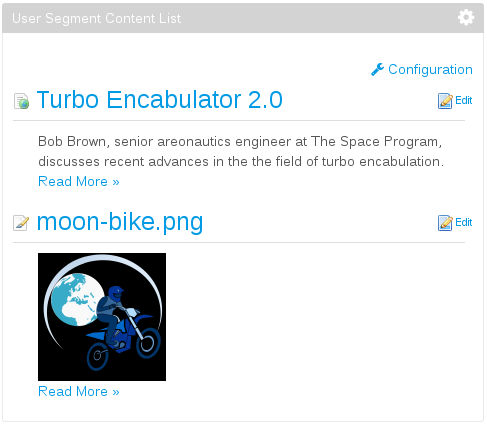 User Segment Content List
Configuration
Turbo Encabulator 2.0
Edit
Bob Brown, senior areonautics engineer at The Space Program,
discusses recent advances in the the field of turbo encabulation.
Read More »
moon-bike.png
Edit
Read More »